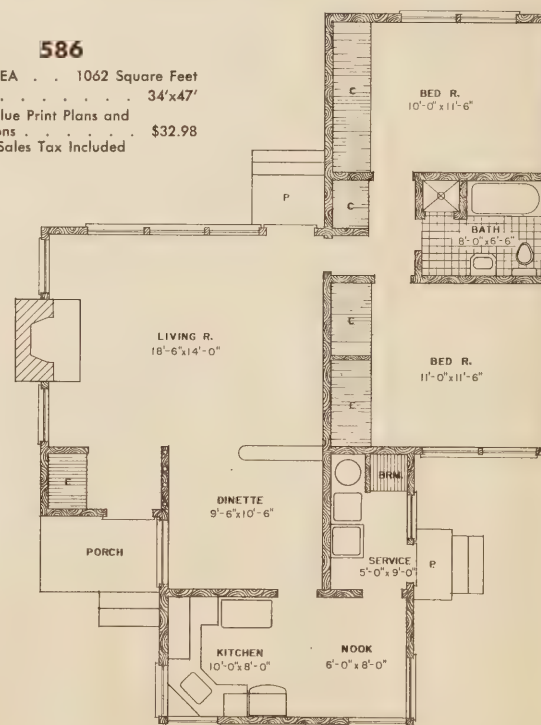 586
EA . . 1062 Square Feet
. . . . . . . 34'x47'
lue Print Plans and
ons . . . . . . $32.98
Sales Tax Included
C
BED R.
10'-0" x 11'-6"
P
C
BATH
8'-0"x6'-6"
LIVING R.
18'-6"x14'-0"
C
BED R.
11'-0"x11'-6"
C
C
BRM.
DINETTE
9'-6"x10'-6"
PORCH
SERVICE
5'-0"x9'-0"
P.
KITCHEN
10'-0"x8'-0"
NOOK
6'-0"x8'-0"